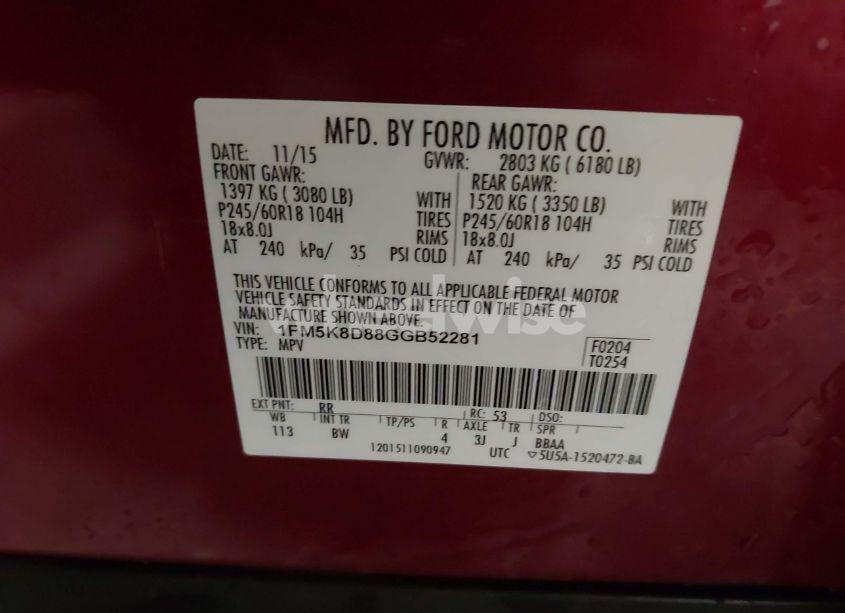 MFD. BY FORD MOTOR CO.
DATE: 11/15 GVWR: 2803 KG ( 6180 LB)
FRONT GAWR: REAR GAWR:
1397 KG ( 3080 LB) WITH 1520 KG ( 3350 LB) WITH
P245/60R18 104H TIRES P245/60R18 104H TIRES
18x8.0J RIMS 18x8.0J RIMS
AT 240 kPa/ 35 PSI COLD AT 240 kPa/ 35 PSI COLD
THIS VEHICLE CONFORMS TO ALL APPLICABLE FEDERAL MOTOR
VEHICLE SAFETY STANDARDS IN EFFECT ON THE DATE OF
MANUFACTURE SHOWN ABOVE.
VIN: 1FM5K8D88GGB52281 F0204
TYPE: MPV T0254
EXT PNT: RR RC: 53 DSO:
WB INT TR TP/PS R AXLE TR SPR
113 BW 4 3J J BBAA
1201511090947 UTC ▽5U5A-1520472-BA